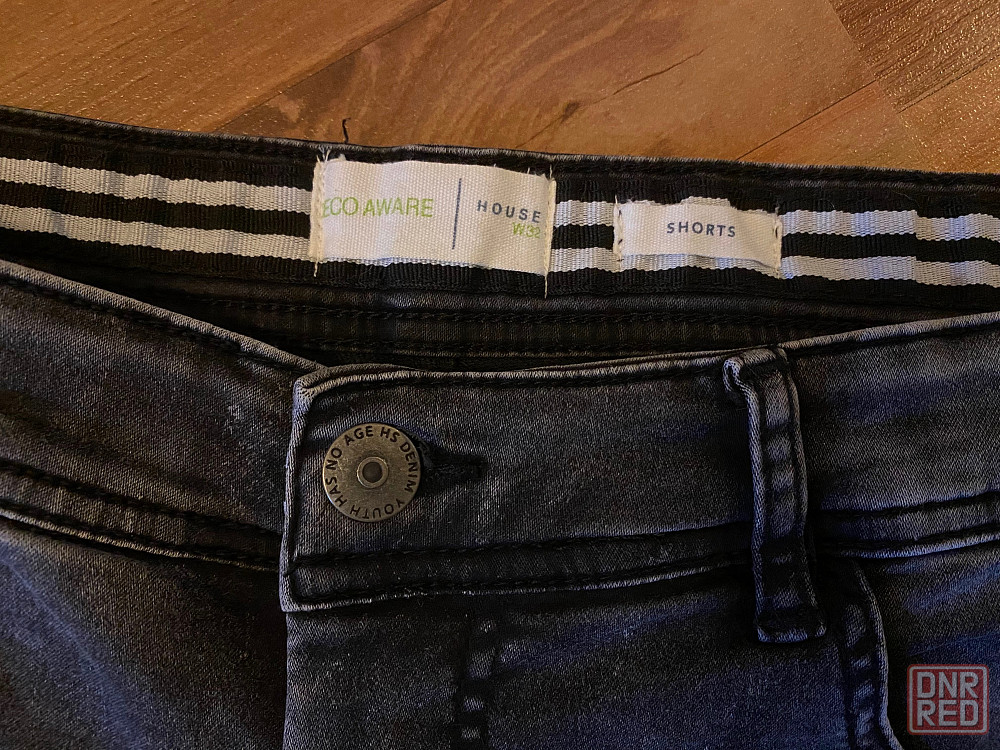 ECO AWARE
HOUSE
W32
SHORTS
YOUTH HAS NO AGE HS DENIM
DNR
RED